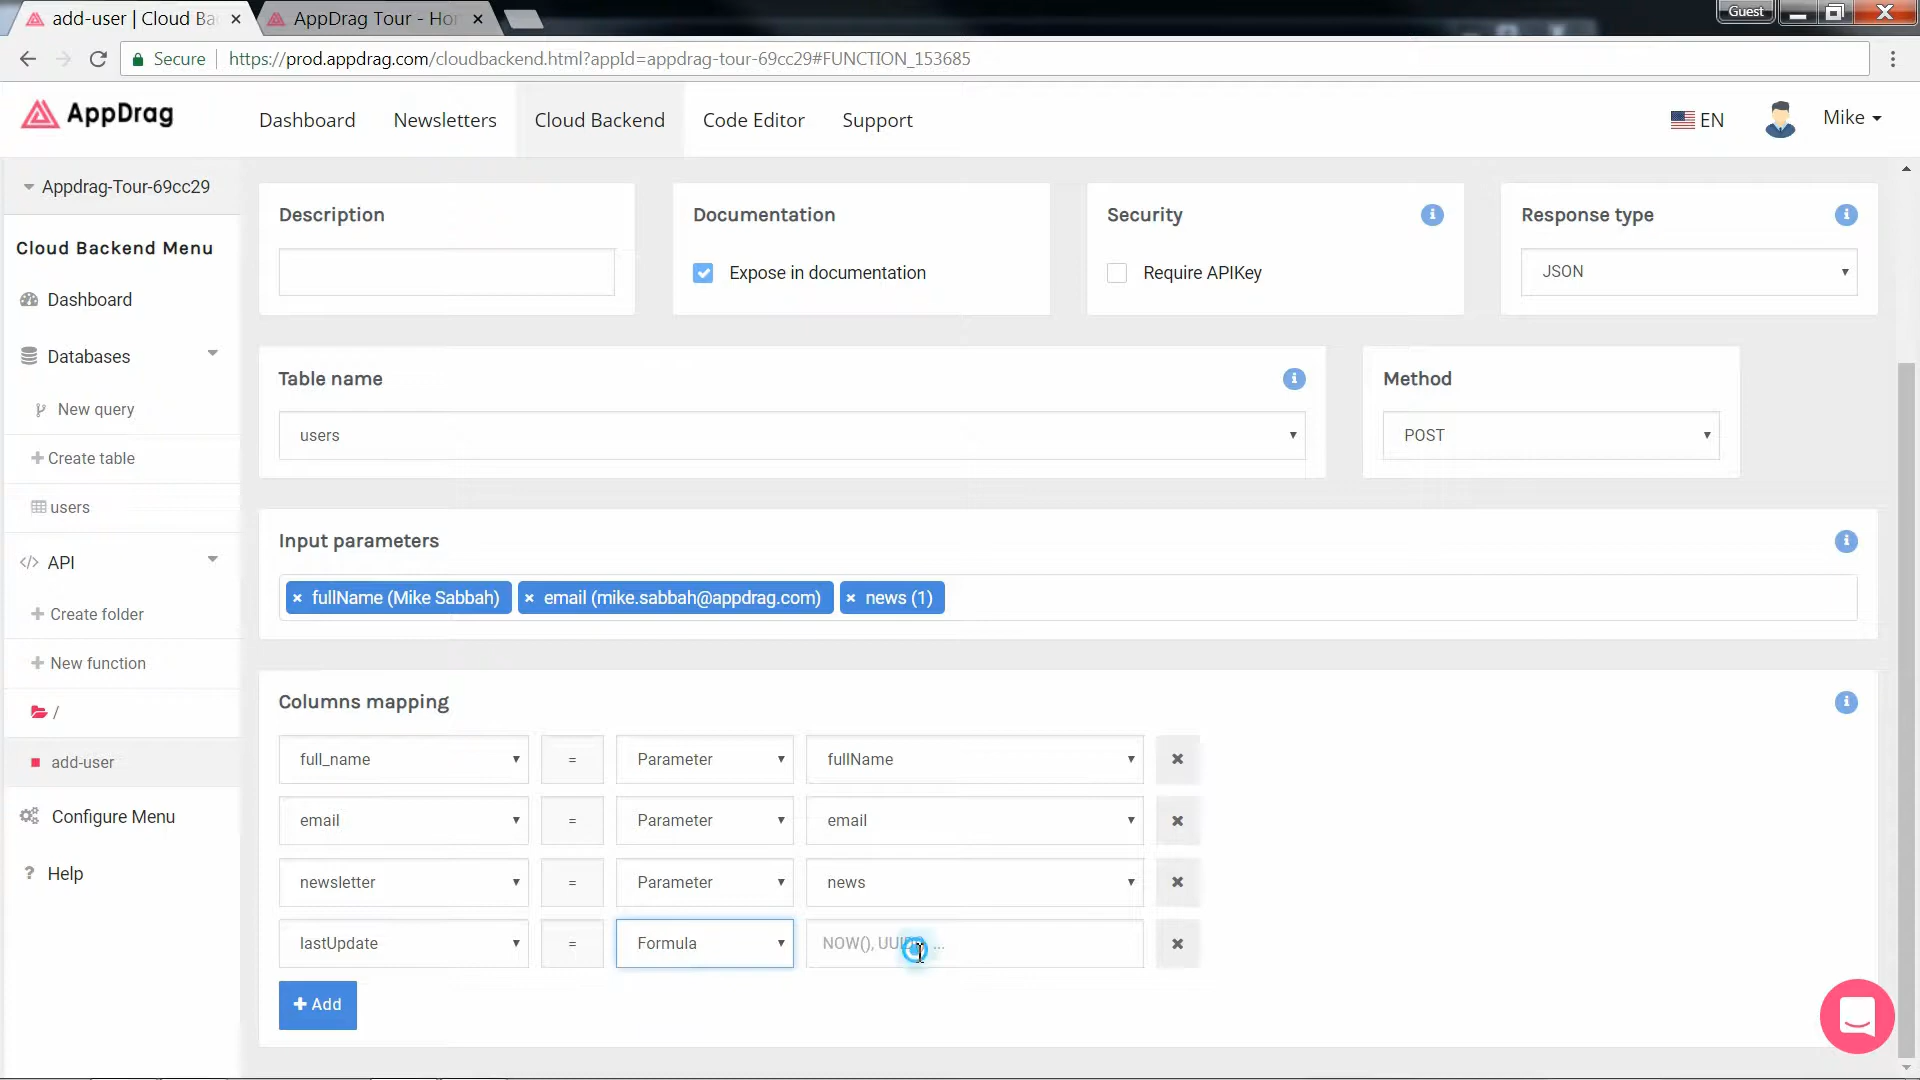 add-user | Cloud Ba
AppDrag Tour - Ho
Guest
Secure
https://prod.appdrag.com/cloudbackend.html?appId=appdrag-tour-69cc29#FUNCTION_153685
AppDrag
Dashboard
Newsletters
Cloud Backend
Code Editor
Support
EN
Mike
Appdrag-Tour-69cc29
Cloud Backend Menu
Dashboard
Databases
New query
+ Create table
users
</> API
+ Create folder
+ New function
/
add-user
Configure Menu
? Help
Description
Documentation
Expose in documentation
Security
Require APIKey
Response type
JSON
Table name
users
Method
POST
Input parameters
× fullName (Mike Sabbah) × email (mike.sabbah@appdrag.com) × news (1)
Columns mapping
full_name = Parameter fullName
email = Parameter email
newsletter = Parameter news
lastUpdate = Formula NOW(), ...
+ Add